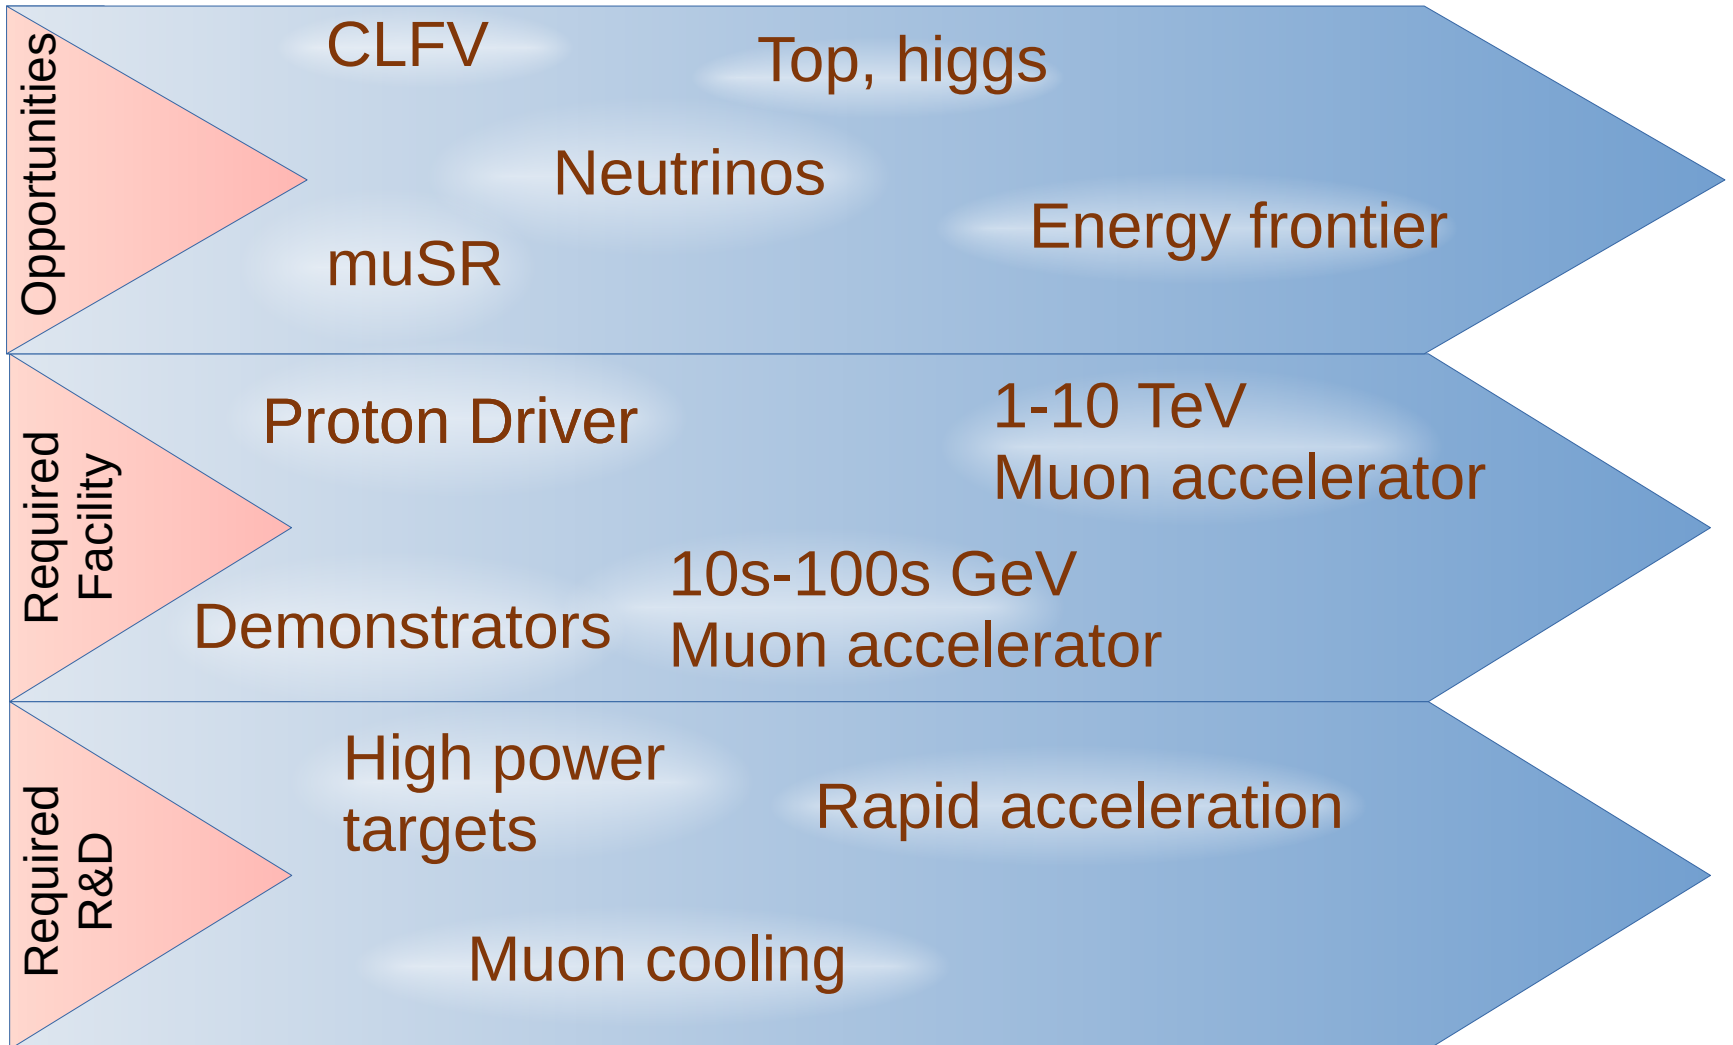 Opportunities
CLFV
Top, higgs
Neutrinos
Energy frontier
muSR
Required
Facility
Proton Driver
1-10 TeV
Muon accelerator
10s-100s GeV
Muon accelerator
Demonstrators
Required
R&D
High power
targets
Rapid acceleration
Muon cooling